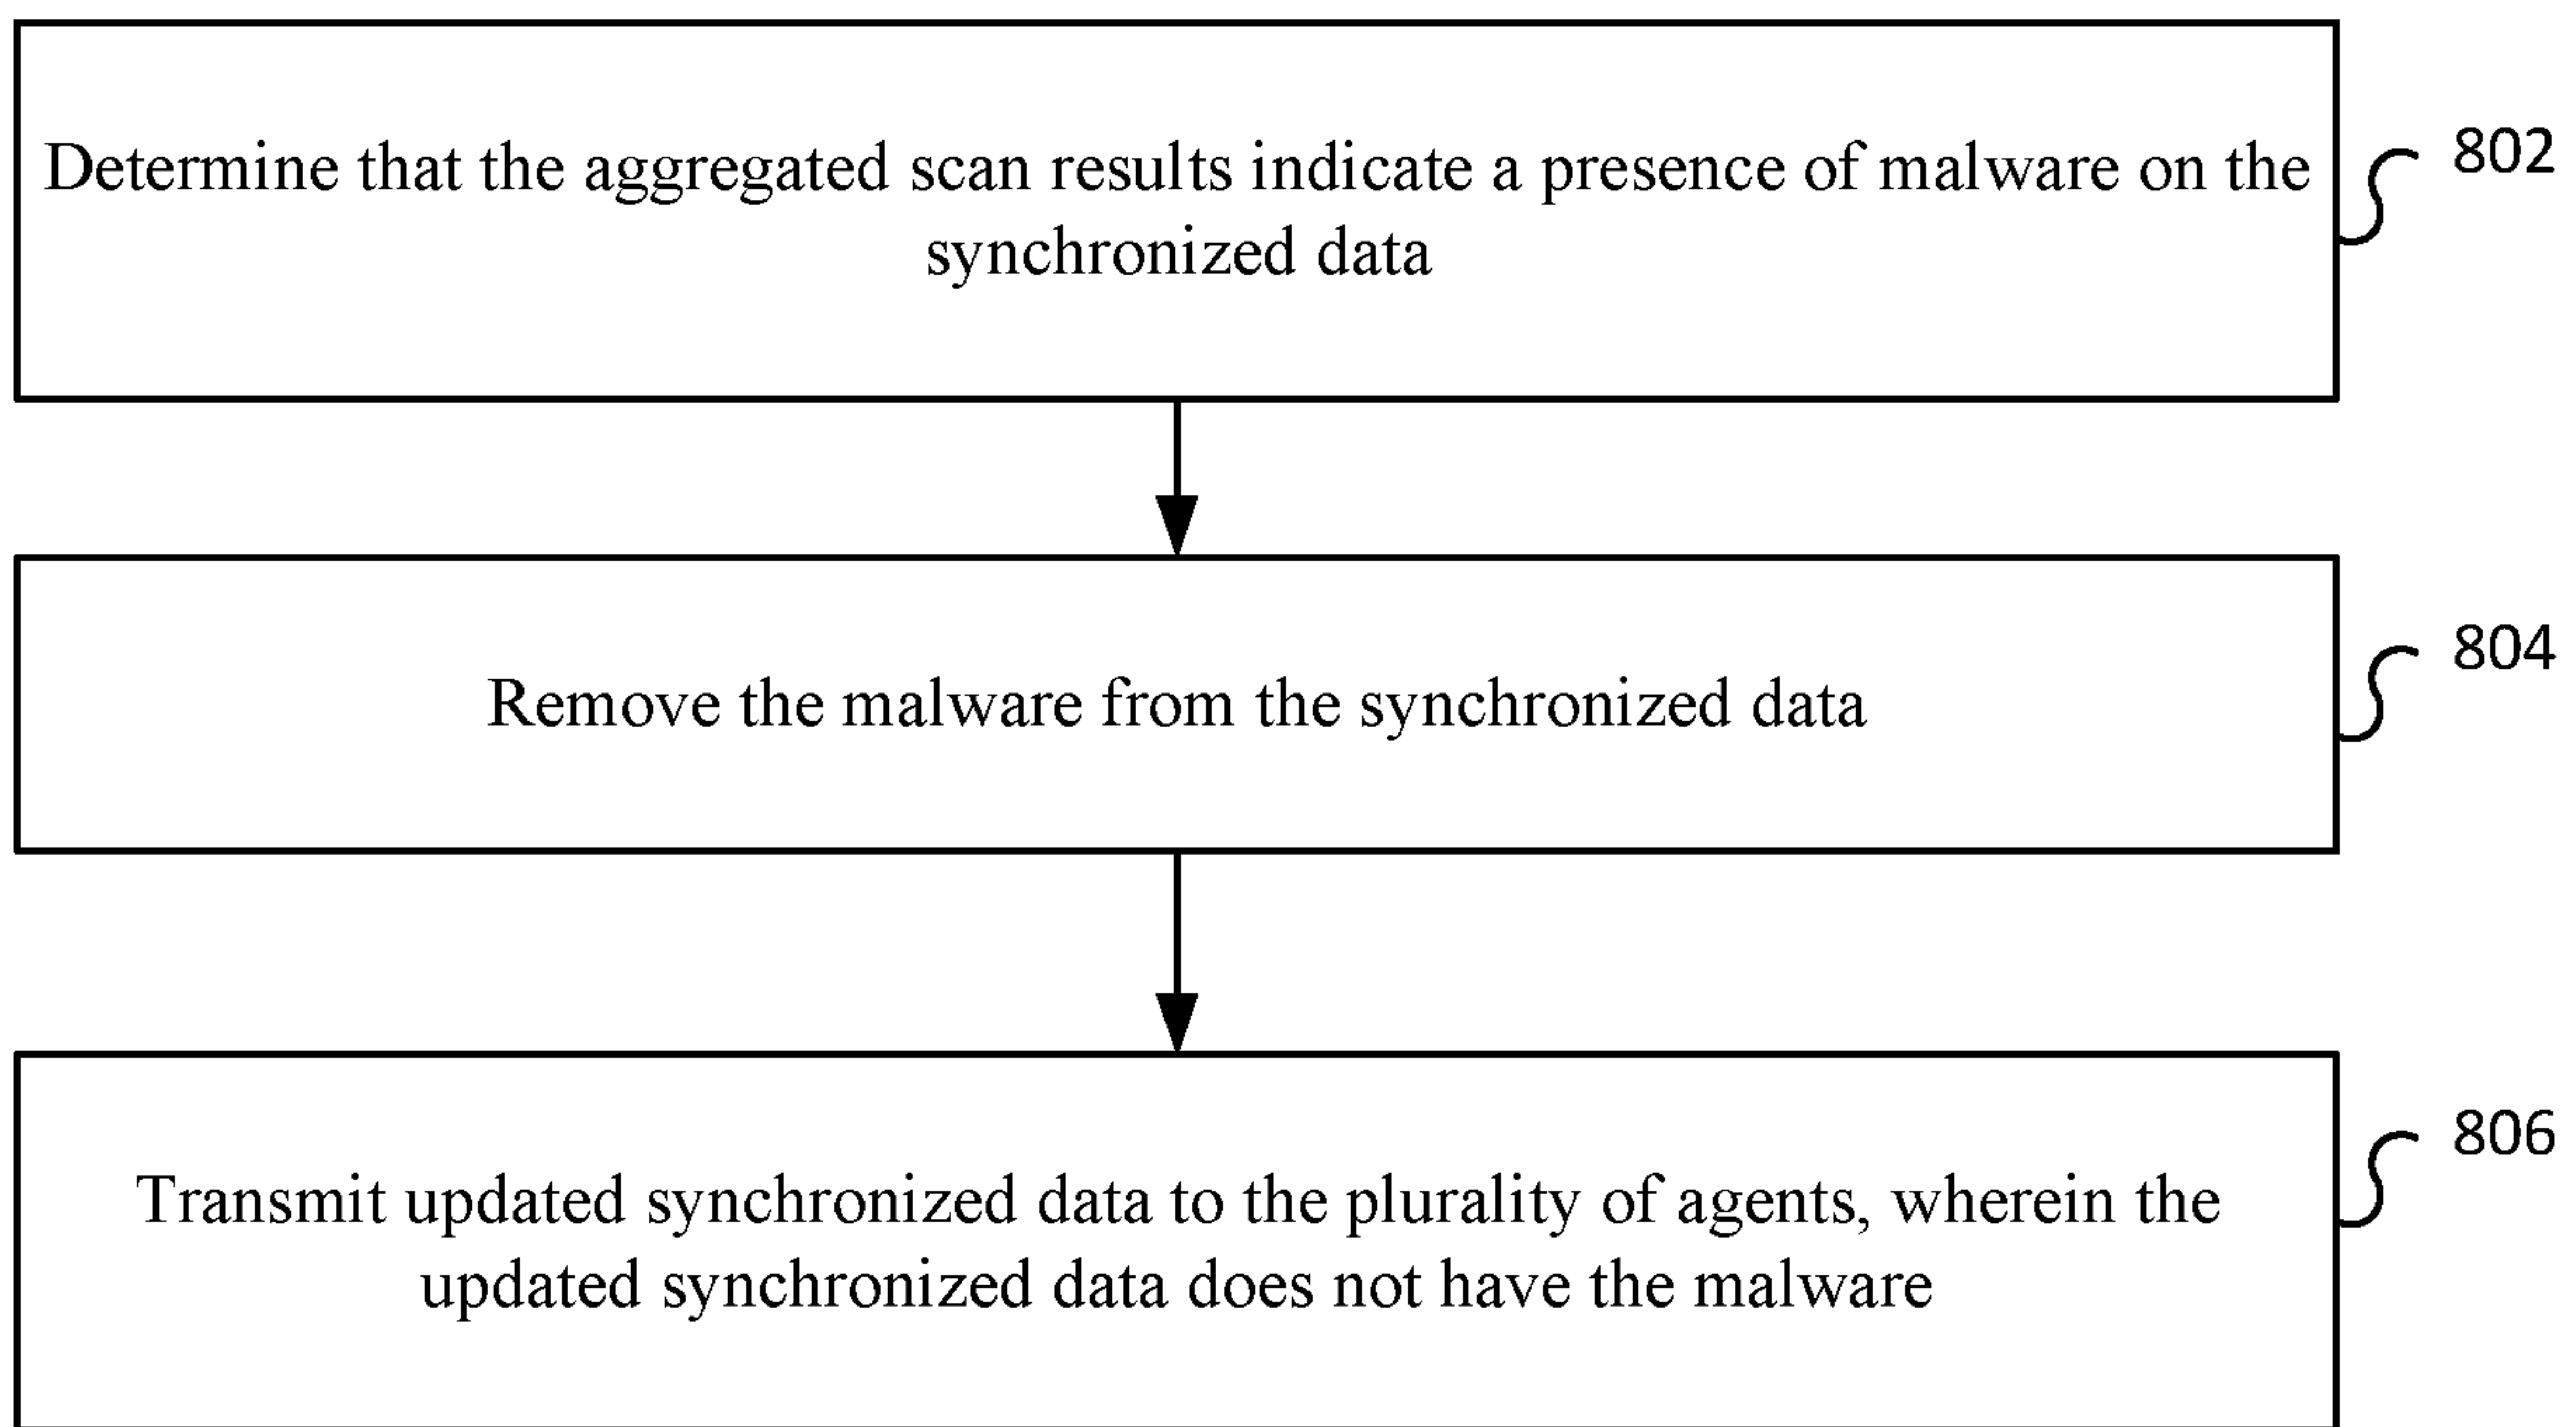 Determine that the aggregated scan results indicate a presence of malware on the
synchronized data
802
Remove the malware from the synchronized data
804
Transmit updated synchronized data to the plurality of agents, wherein the
updated synchronized data does not have the malware
806